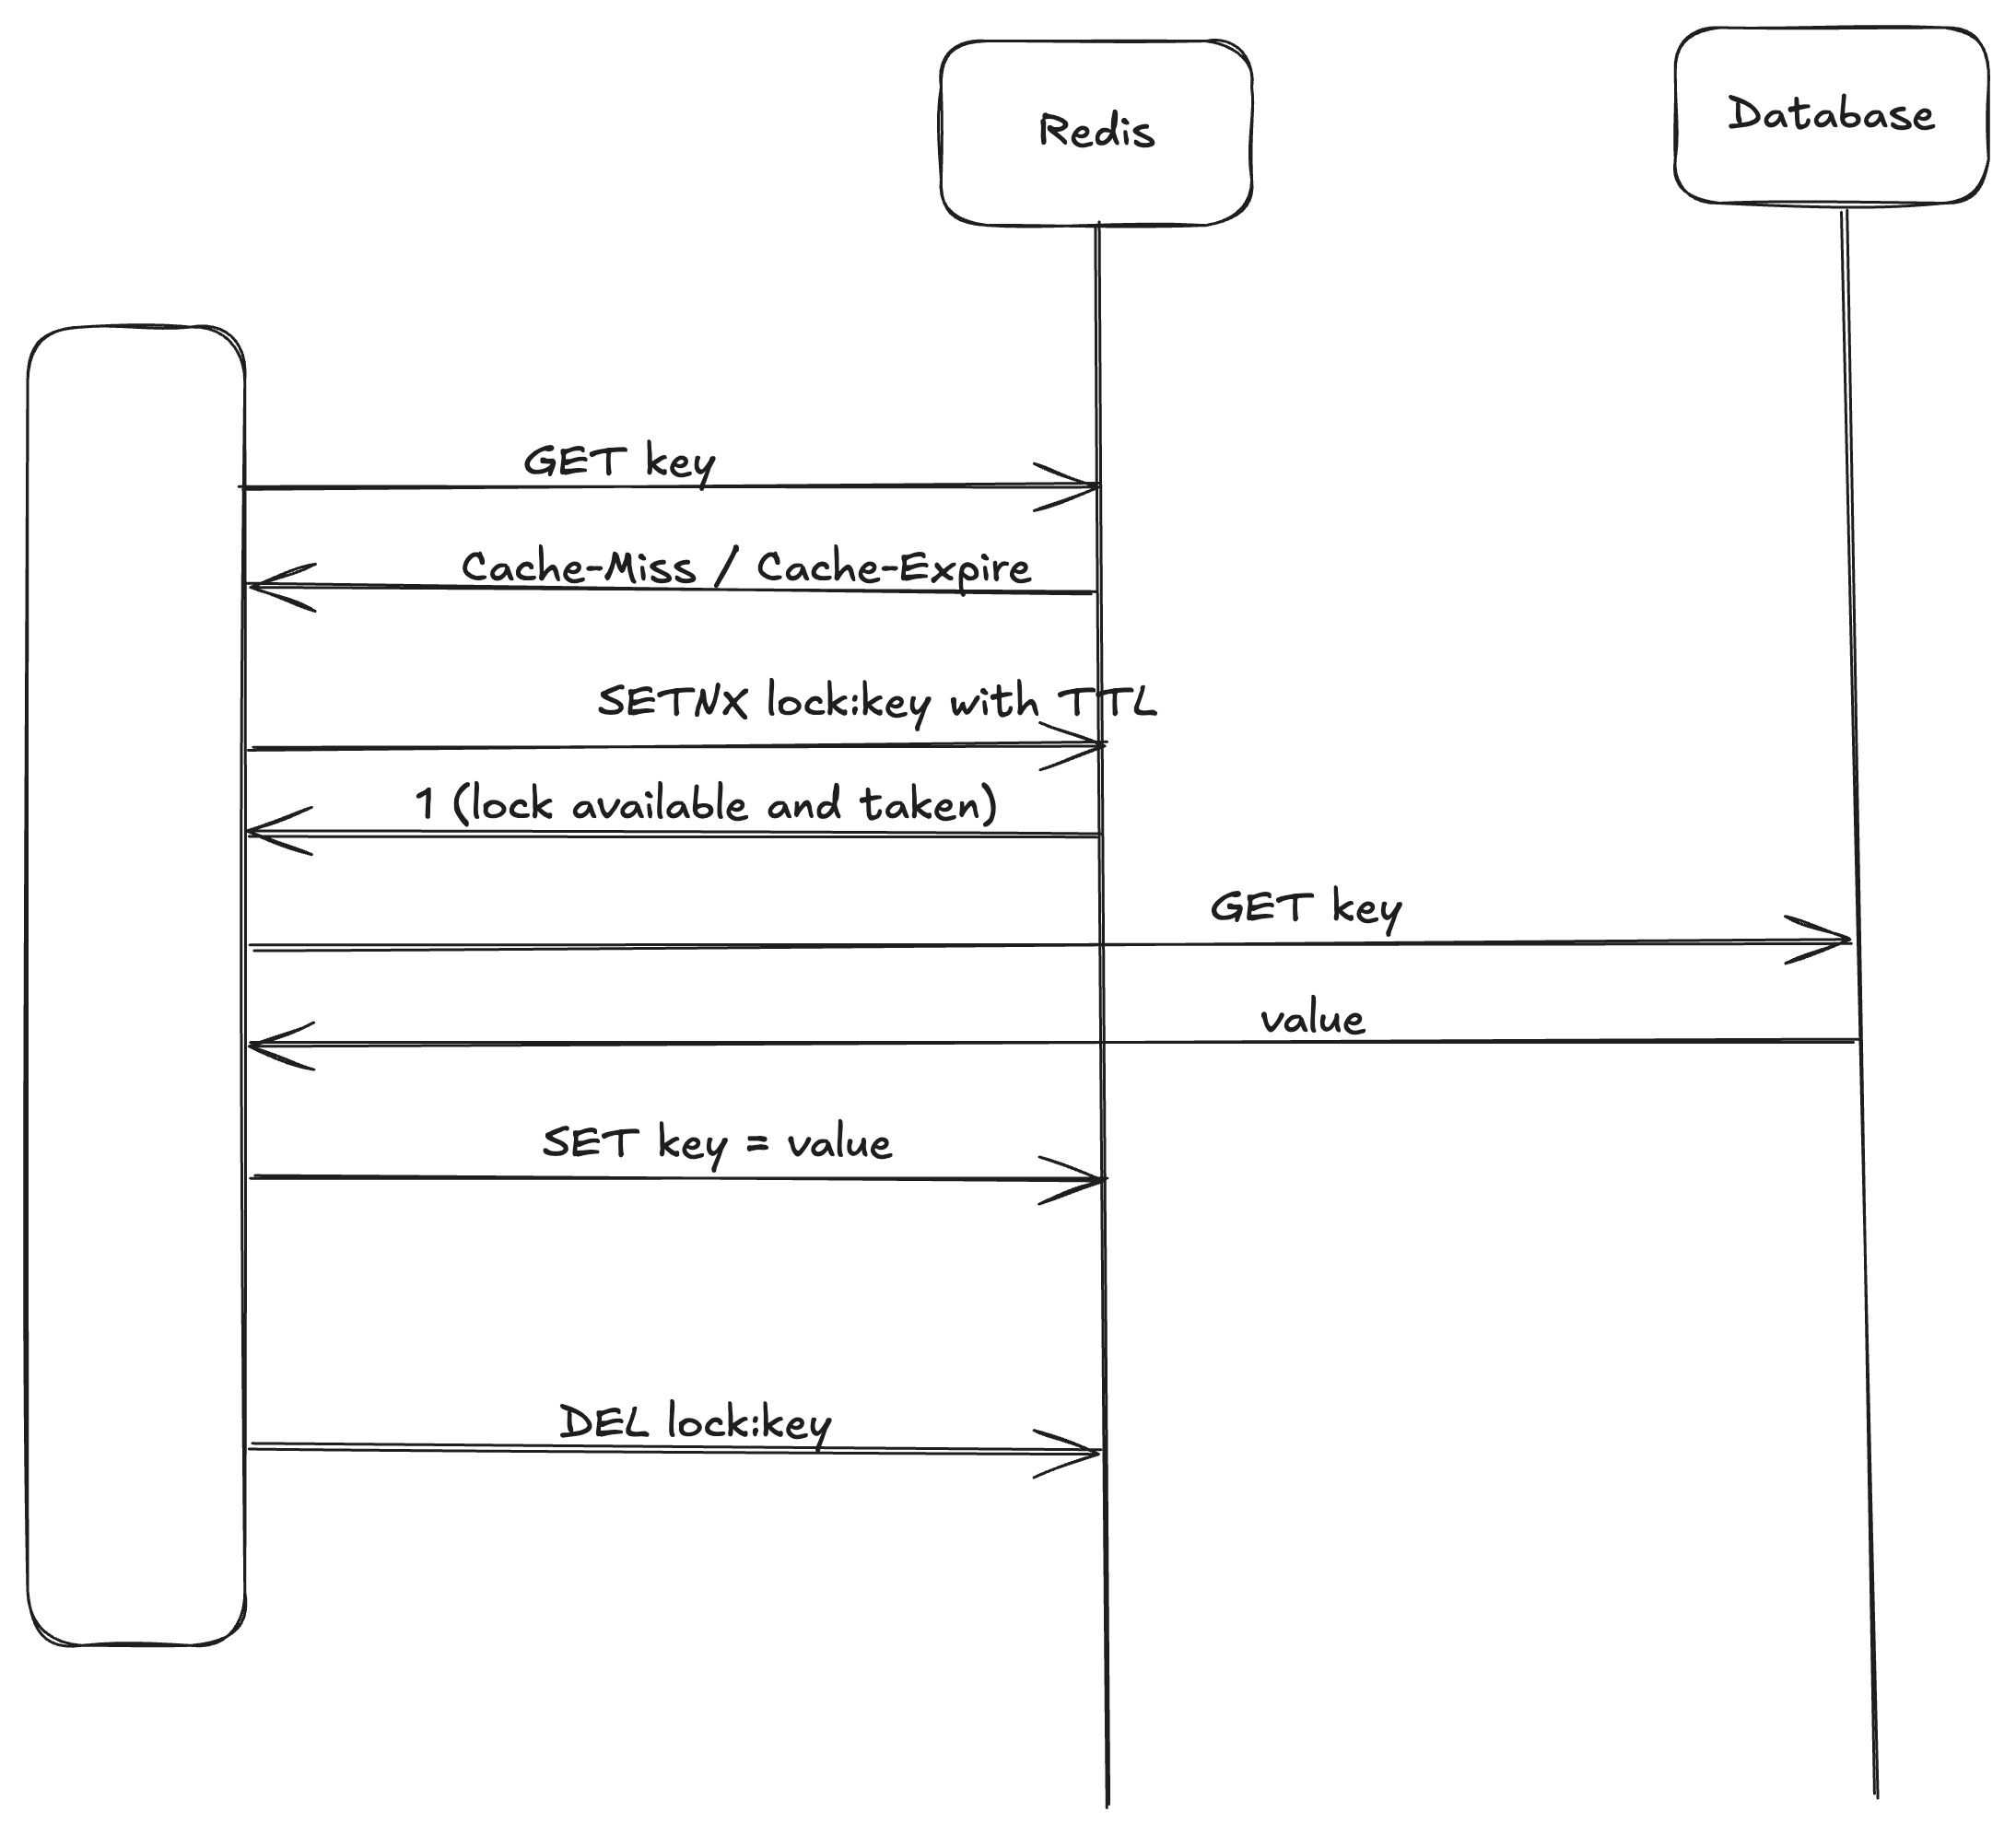 Redis
Database
GET key
Cache-Miss / Cache-Expire
SETNX lock:key with TTL
1 (lock available and taken)
GET key
value
SET key = value
DEL lock:key